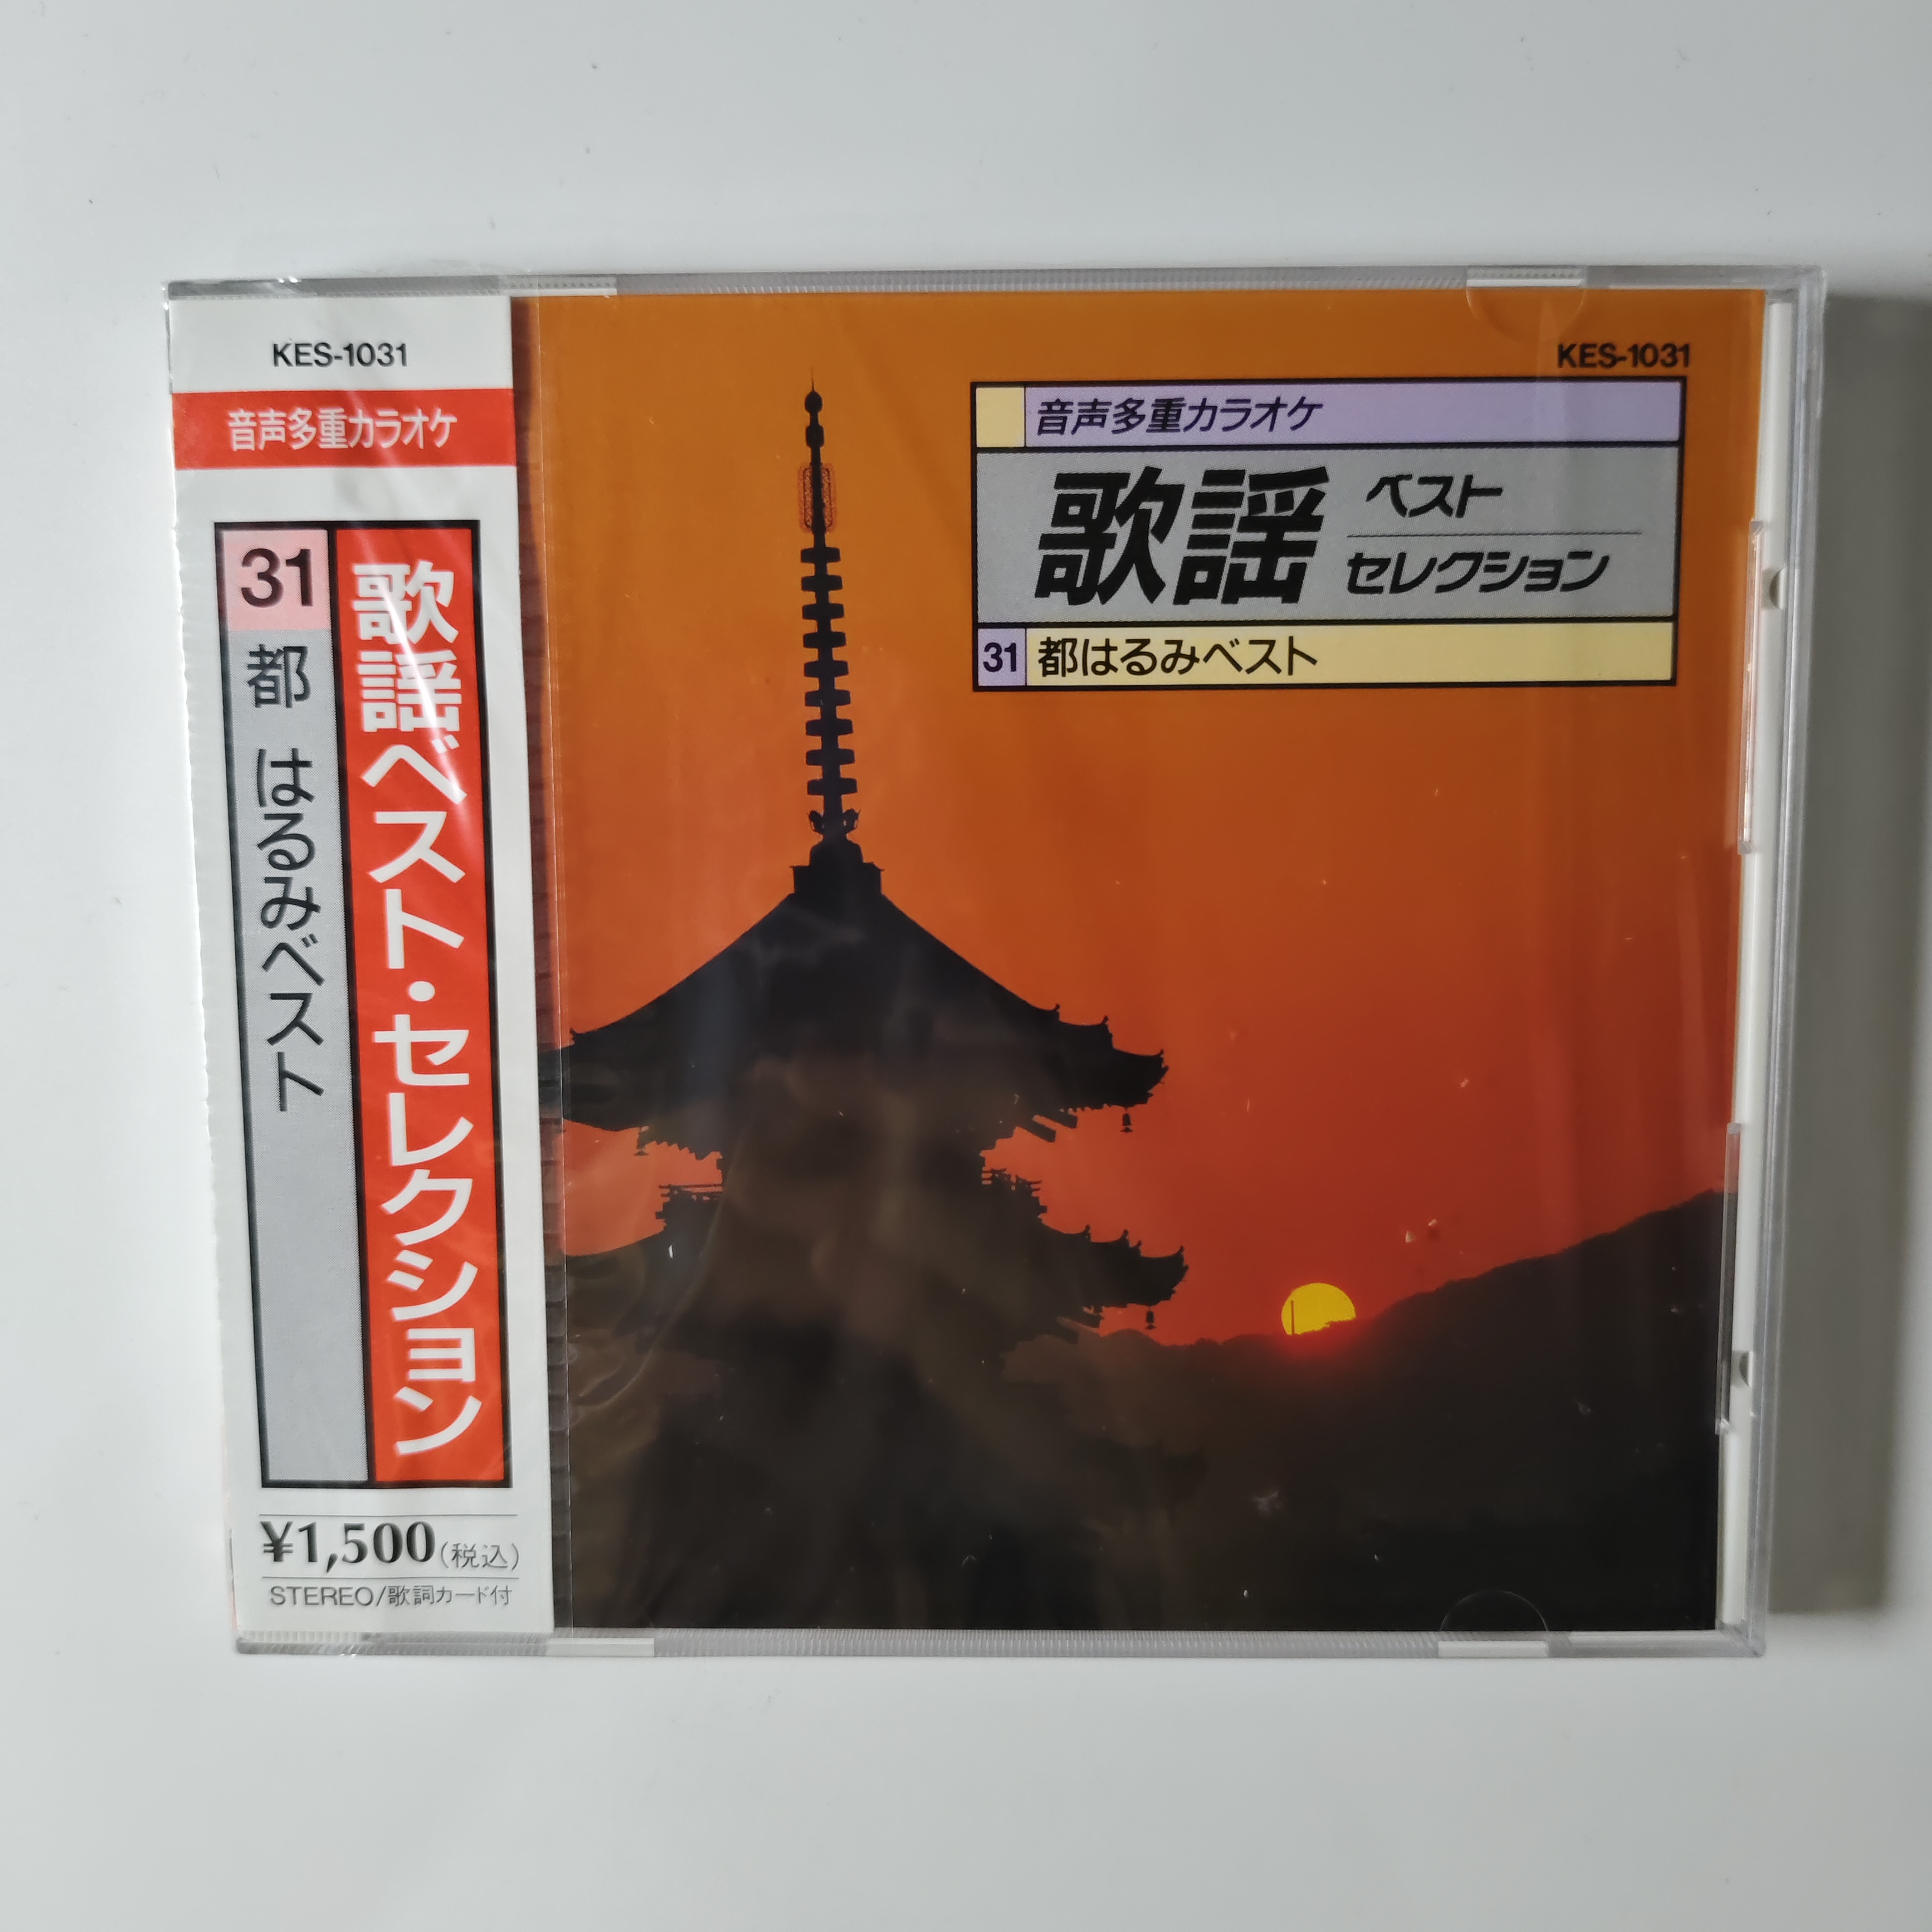 KES-1031
音声多重カラオケ
歌謡ベスト・セレクション
31
都 はるみベスト
¥1,500(税込)
STEREO/歌詞カード付
KES-1031
音声多重カラオケ
歌謡
ベスト
セレクション
31 都はるみベスト